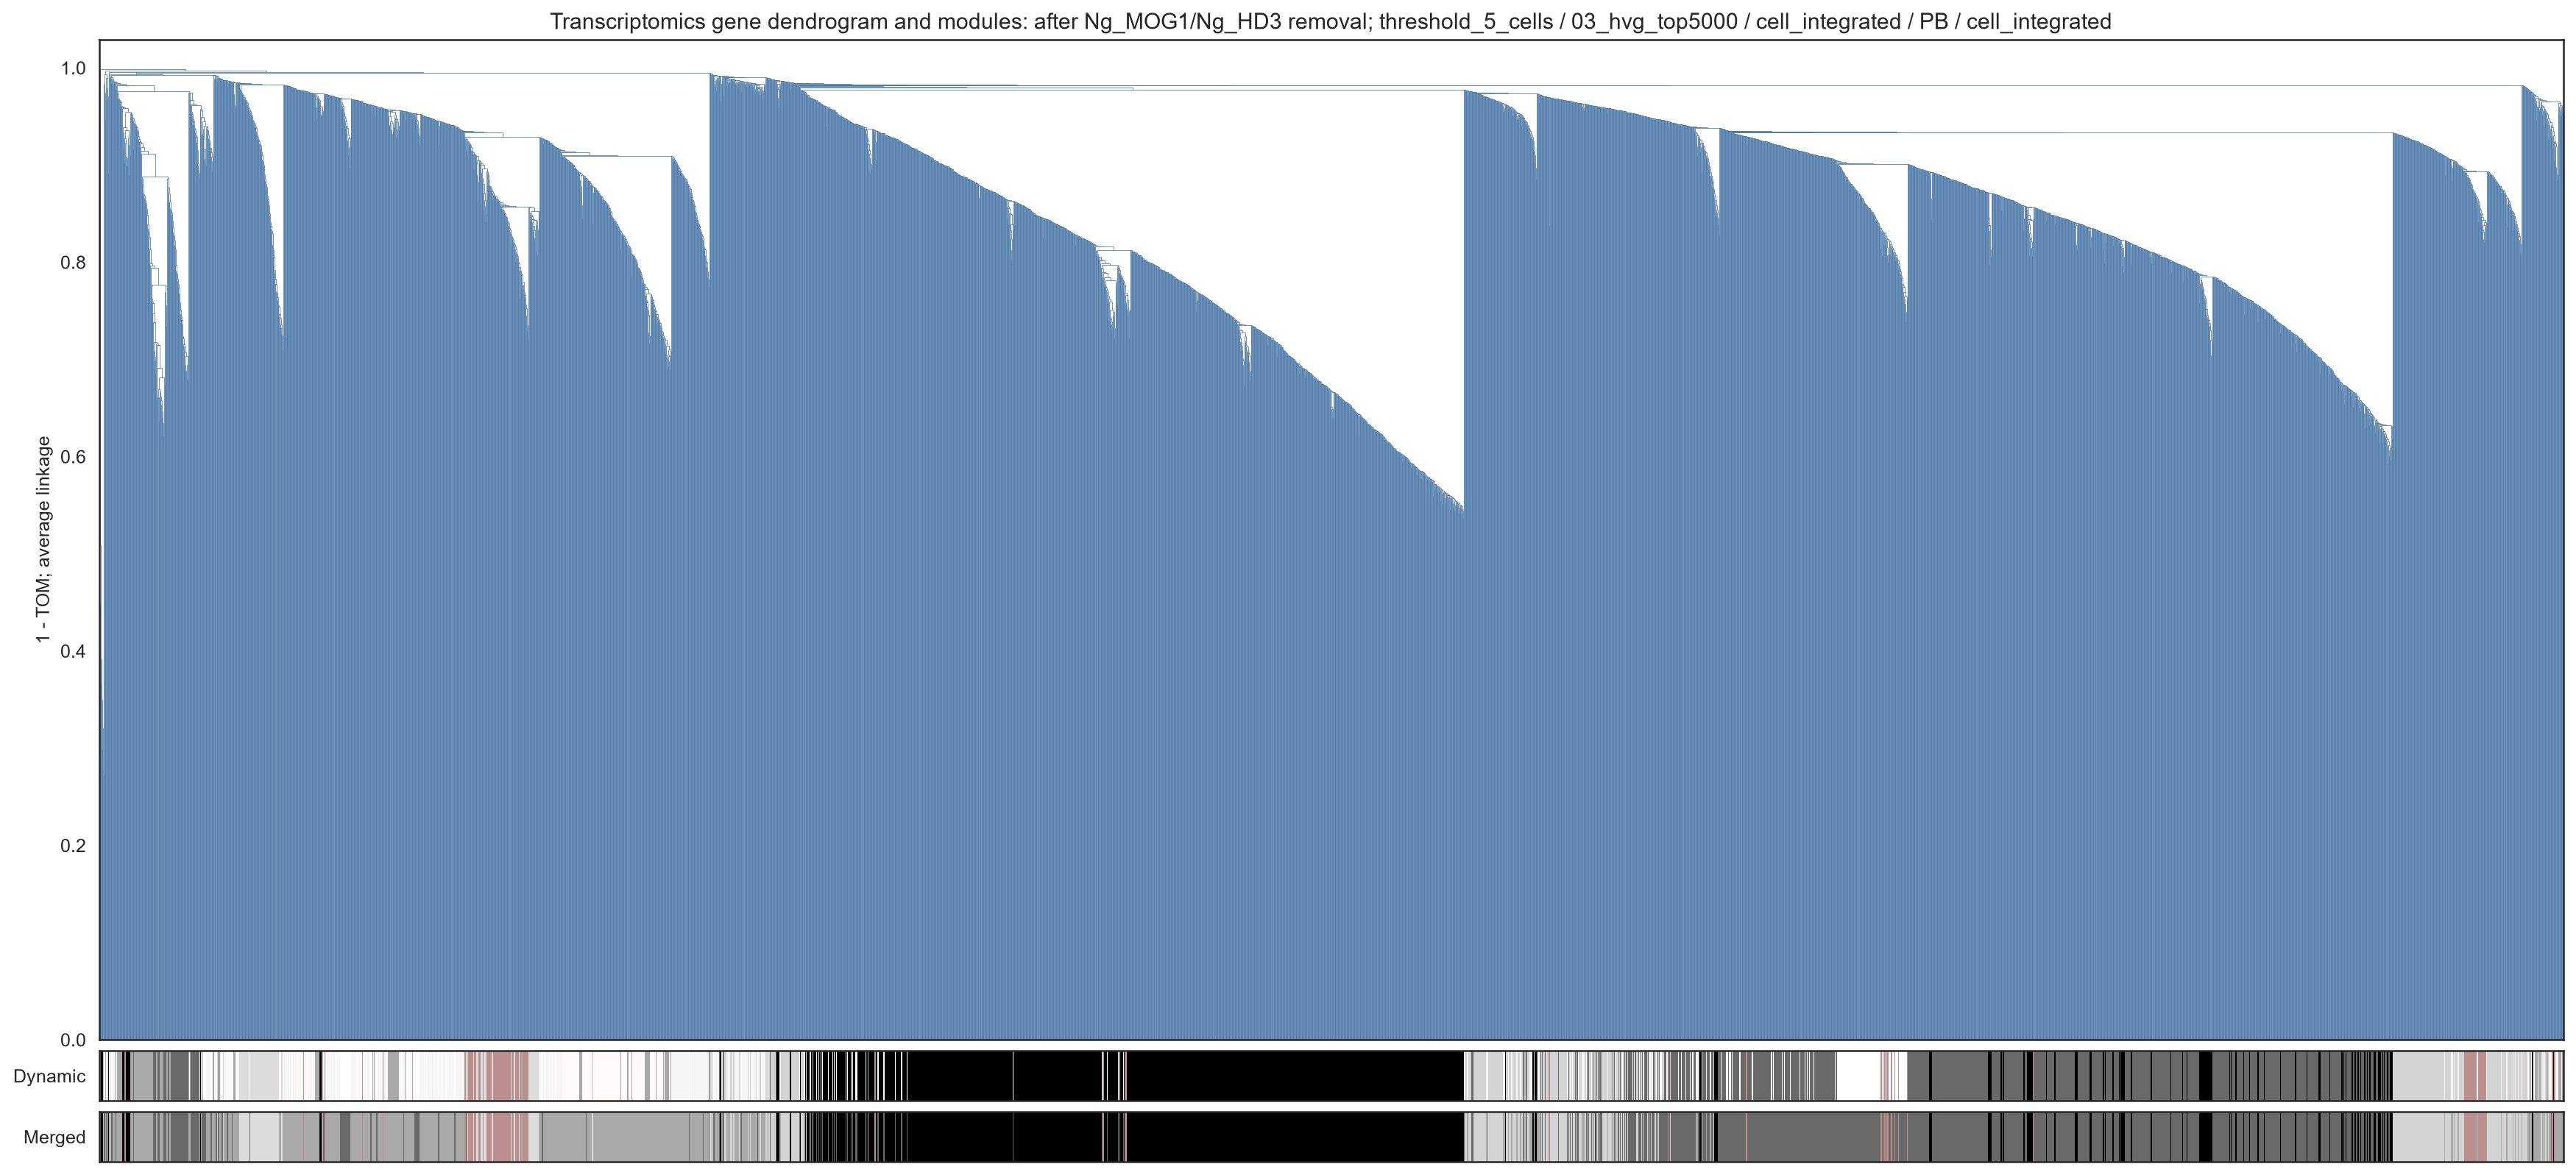 Transcriptomics gene dendrogram and modules: after Ng_MOG1/Ng_HD3 removal; threshold_5_cells / 03_hvg_top5000 / cell_integrated / PB / cell_integrated
1.0
0.8
0.6
0.4
0.2
0.0
1 - TOM; average linkage
Dynamic
Merged